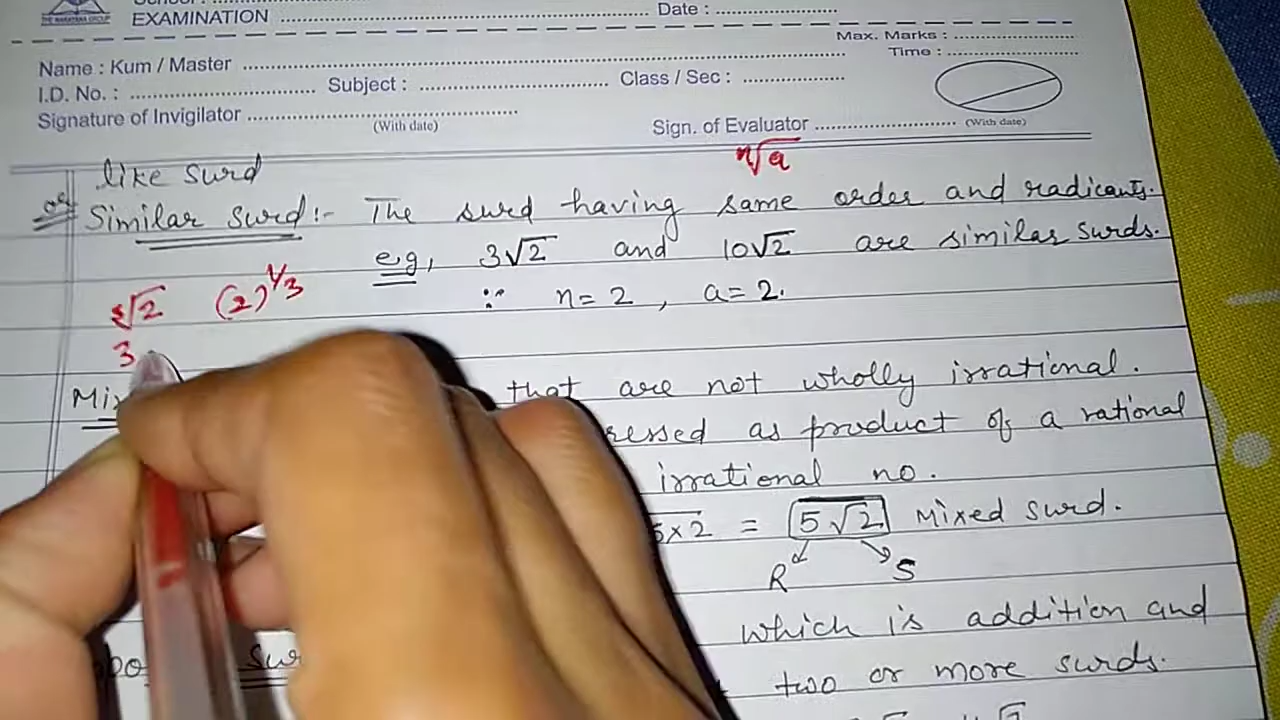 EXAMINATION ........................ Date : ................
Max. Marks : ................
Time : ................
Name : Kum / Master ................
I.D. No. : ................ Subject : ................ Class / Sec : ................
Signature of Invigilator ................
(With date)
Sign. of Evaluator ................ (With date)
ⁿ√a
like surd
or Similar surd :- The surd having same order and radicants.
e.g, 3√2 and 10√2 are similar surds.
∛2 (2)^1/3
∵ n=2 , a=2.
3
that are not wholly irrational.
as product of a rational
irrational no.
×2 = 5√2 Mixed surd.
R S
which is addition and
two or more surds.